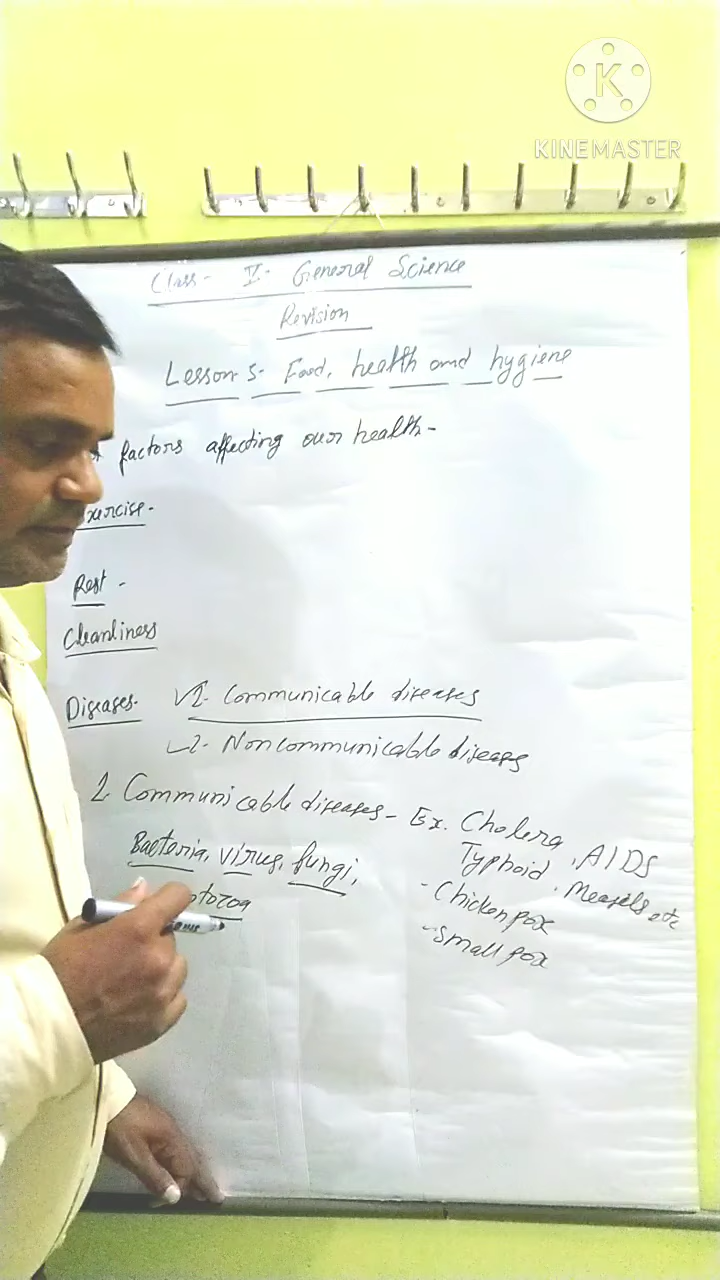 K
KINEMASTER
Class - V - General Science
Revision
Lesson 5 - Food, health and hygiene
factors affecting our health -
xercise -
Rest -
Cleanliness
Diseases - 1. Communicable diseases
2. Noncommunicable diseases
1. Communicable diseases - Ex. Cholera, AIDS
Bacteria, virus, fungi, Typhoid, Measels etc
otozoa - Chickenpox
- Small pox